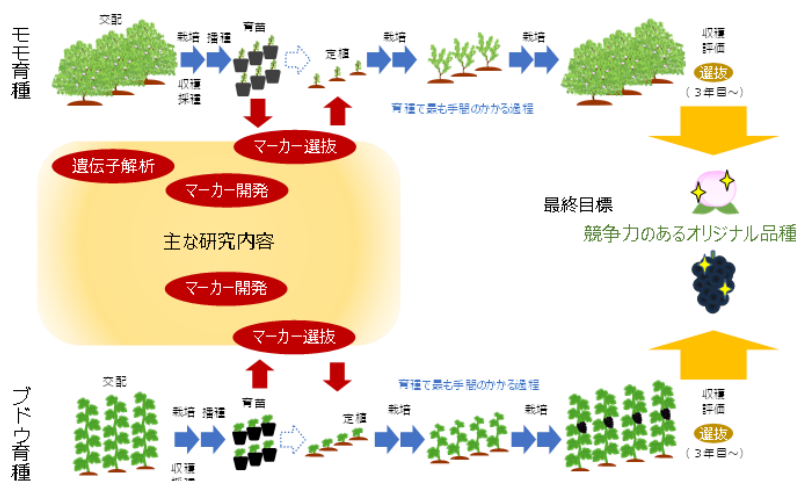 モモ育種
交配
栽培
播種
収穫
採種
育苗
定植
栽培
栽培
収穫
評価
選抜
(3年目～)
育種で最も手間のかかる過程
マーカー選抜
遺伝子解析
マーカー開発
主な研究内容
マーカー開発
マーカー選抜
最終目標
競争力のあるオリジナル品種
ブドウ育種
交配
栽培
播種
収穫
育苗
定植
育種で最も手間のかかる過程
栽培
栽培
収穫
評価
選抜
(3年目～)